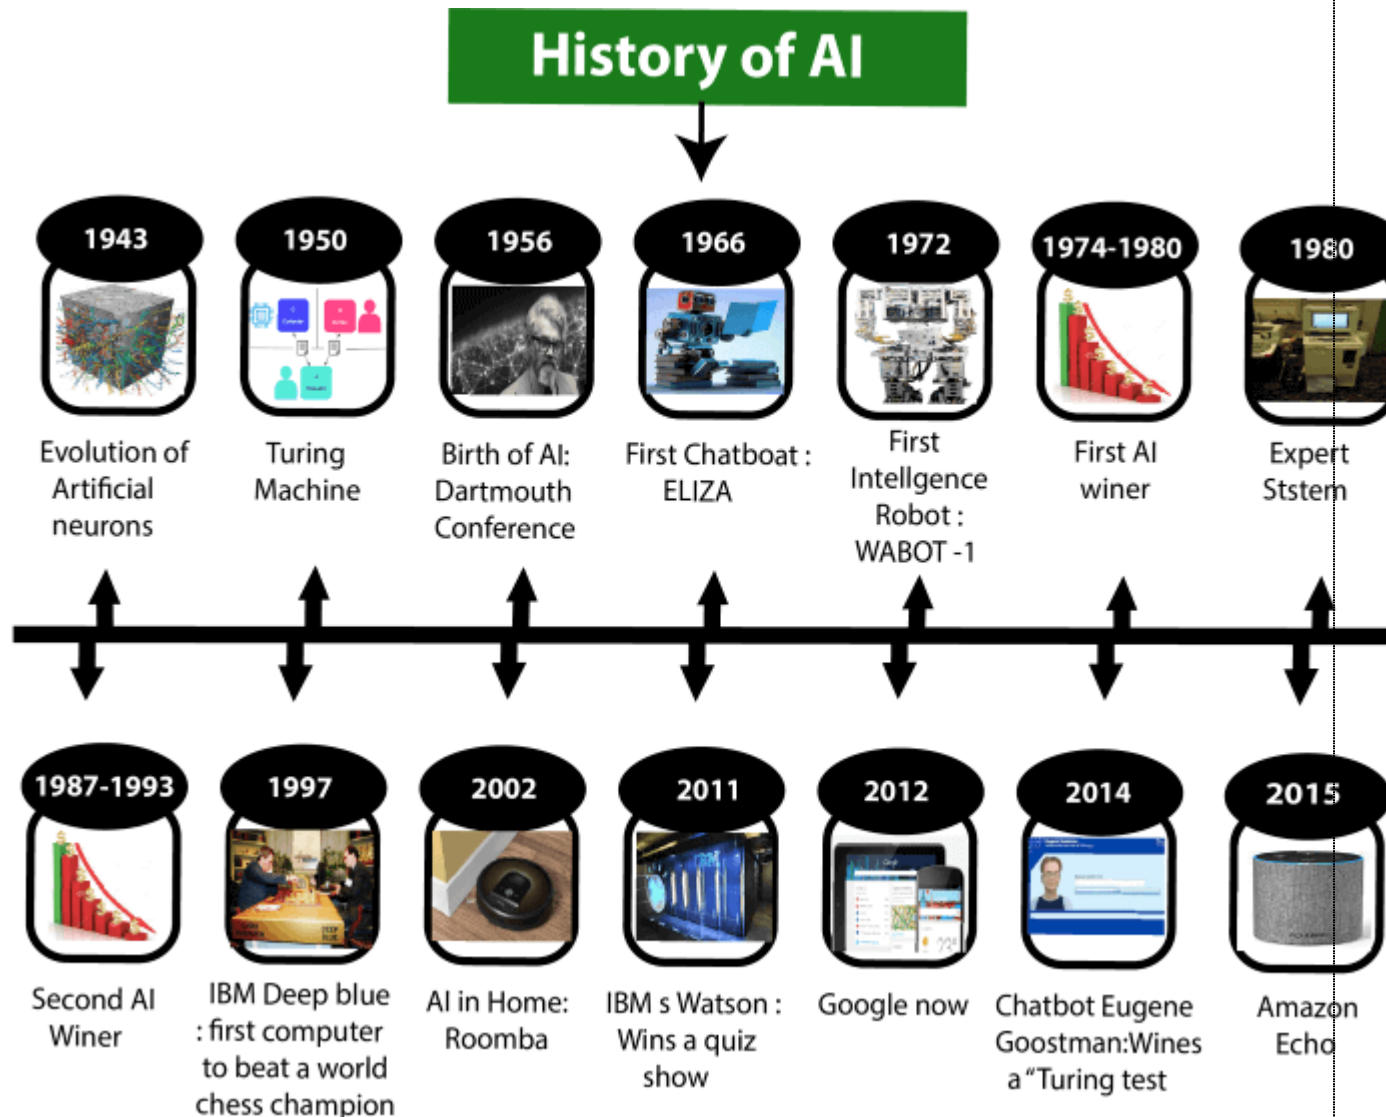 History of AI
1943
1950
1956
1966
1972
1974-1980
1980
Evolution of
Artificial
neurons
Turing
Machine
Birth of AI:
Dartmouth
Conference
First Chatboat :
ELIZA
First
Intellgence
Robot :
WABOT -1
First AI
winer
Expert
Ststem
1987-1993
1997
2002
2011
2012
2014
2015
IBM
DEEP
BLUE
Second AI
Winer
IBM Deep blue
: first computer
to beat a world
chess champion
AI in Home:
Roomba
IBM s Watson :
Wins a quiz
show
Google now
Chatbot Eugene
Goostman:Wines
a “Turing test
Amazon
Echo